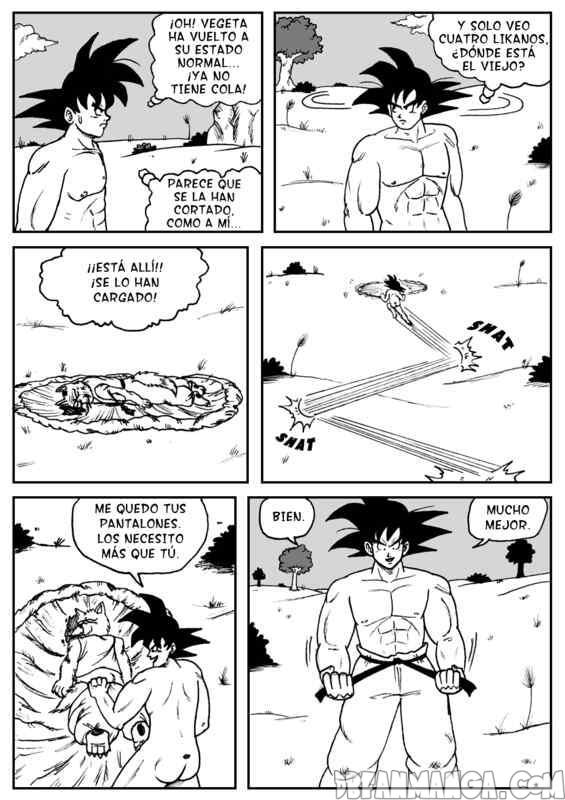 ¡OH! VEGETA
HA VUELTO A
SU ESTADO
NORMAL...
¡YA NO
TIENE COLA!
PARECE QUE
SE LA HAN
CORTADO,
COMO A MÍ...
Y SOLO VEO
CUATRO LIKANOS,
¿DÓNDE ESTÁ
EL VIEJO?
¡¡ESTÁ ALLÍ!!
¡SE LO HAN
CARGADO!
SHAT
SHAT
ME QUEDO TUS
PANTALONES.
LOS NECESITO
MÁS QUE TÚ.
BIEN.
MUCHO
MEJOR.
DBFANMANGA.COM